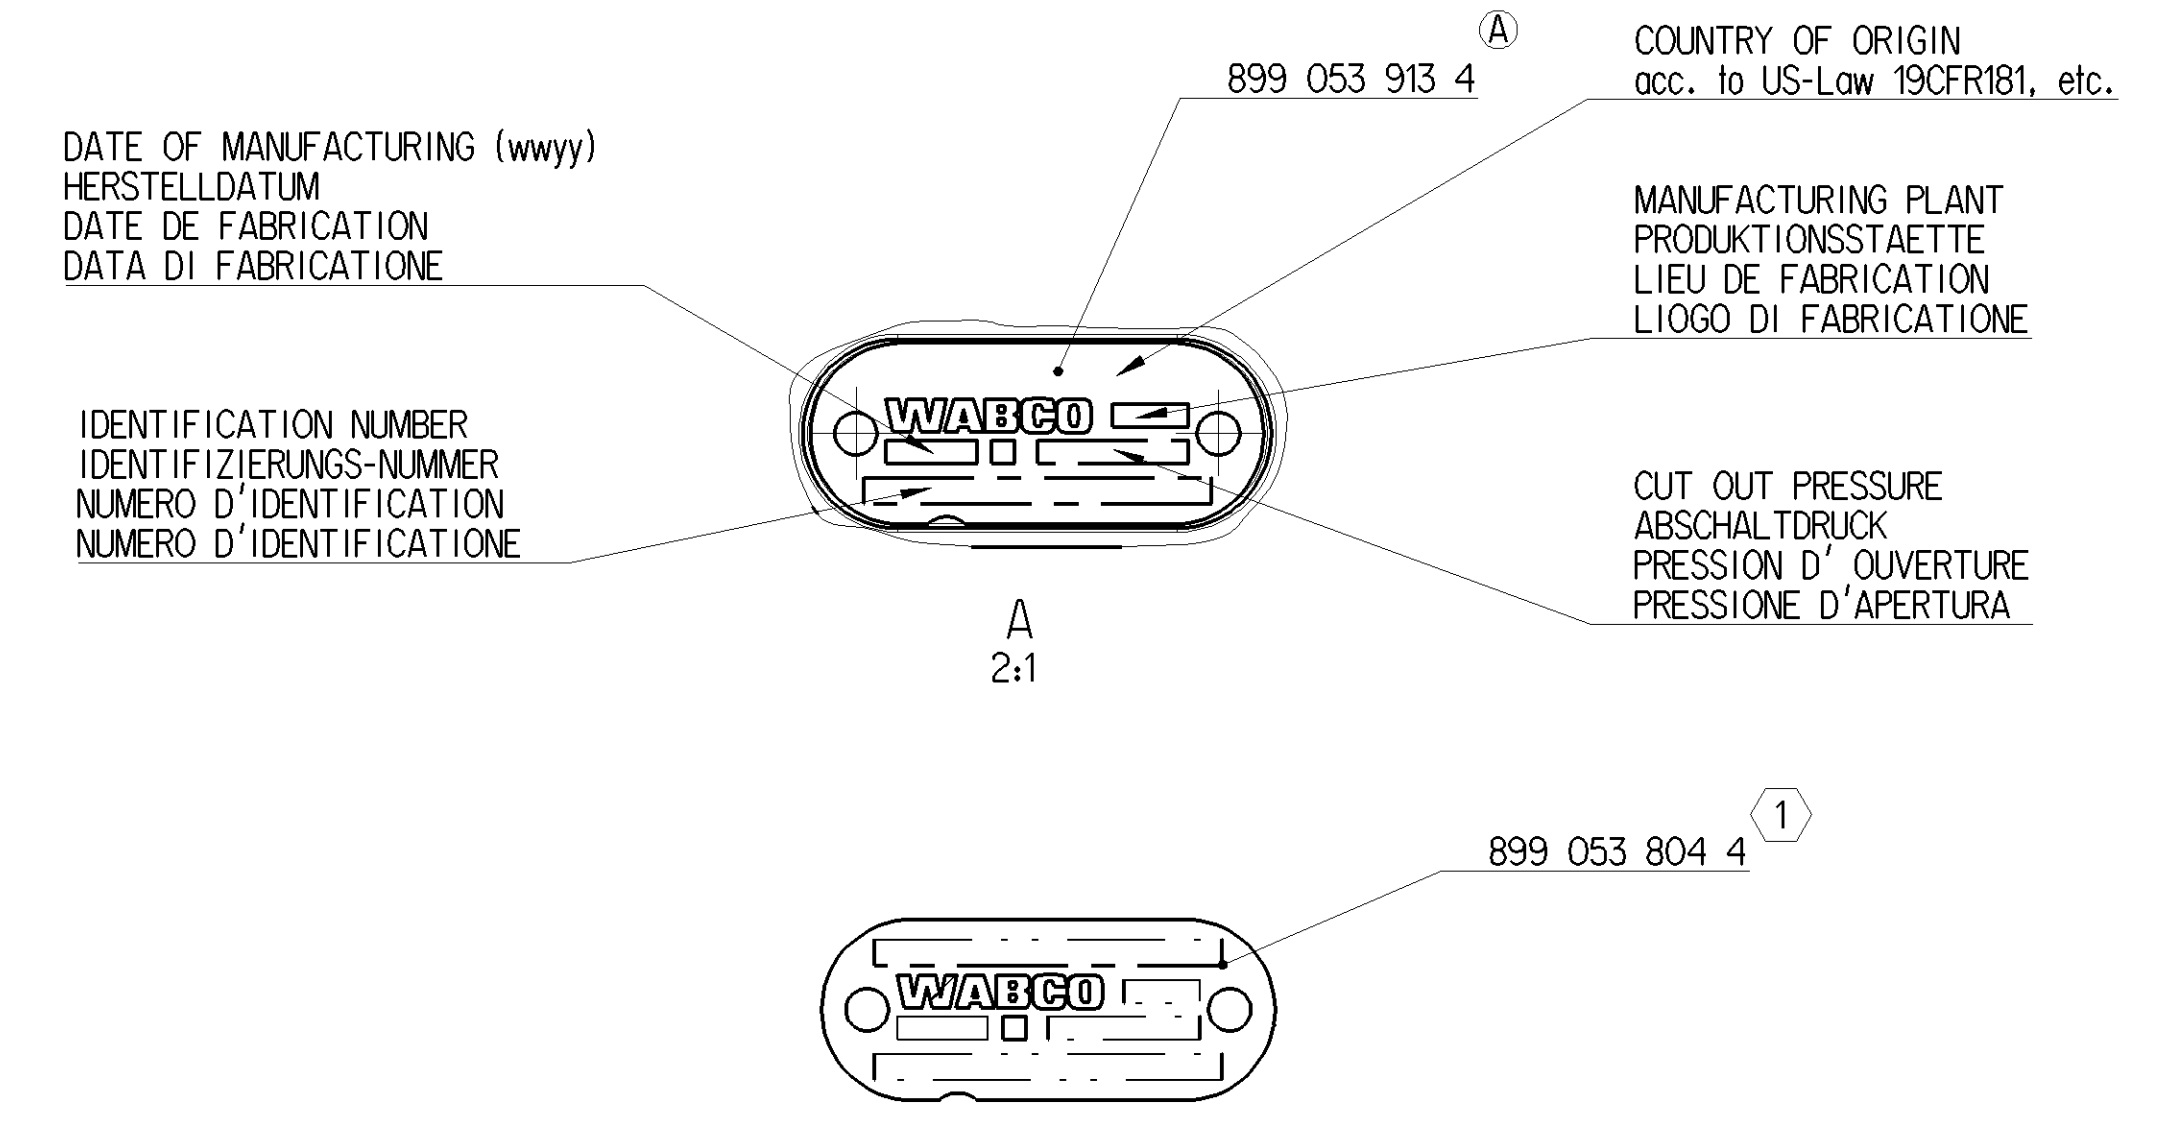 A
899 053 913 4
COUNTRY OF ORIGIN
acc. to US-Law 19CFR181, etc.
DATE OF MANUFACTURING (wwyy)
HERSTELLDATUM
DATE DE FABRICATION
DATA DI FABRICATIONE
MANUFACTURING PLANT
PRODUKTIONSSTAETTE
LIEU DE FABRICATION
LIOGO DI FABRICATIONE
WABCO
IDENTIFICATION NUMBER
IDENTIFIZIERUNGS-NUMMER
NUMERO D'IDENTIFICATION
NUMERO D'IDENTIFICATIONE
CUT OUT PRESSURE
ABSCHALTDRUCK
PRESSION D' OUVERTURE
PRESSIONE D'APERTURA
A
2:1
1
899 053 804 4
WABCO